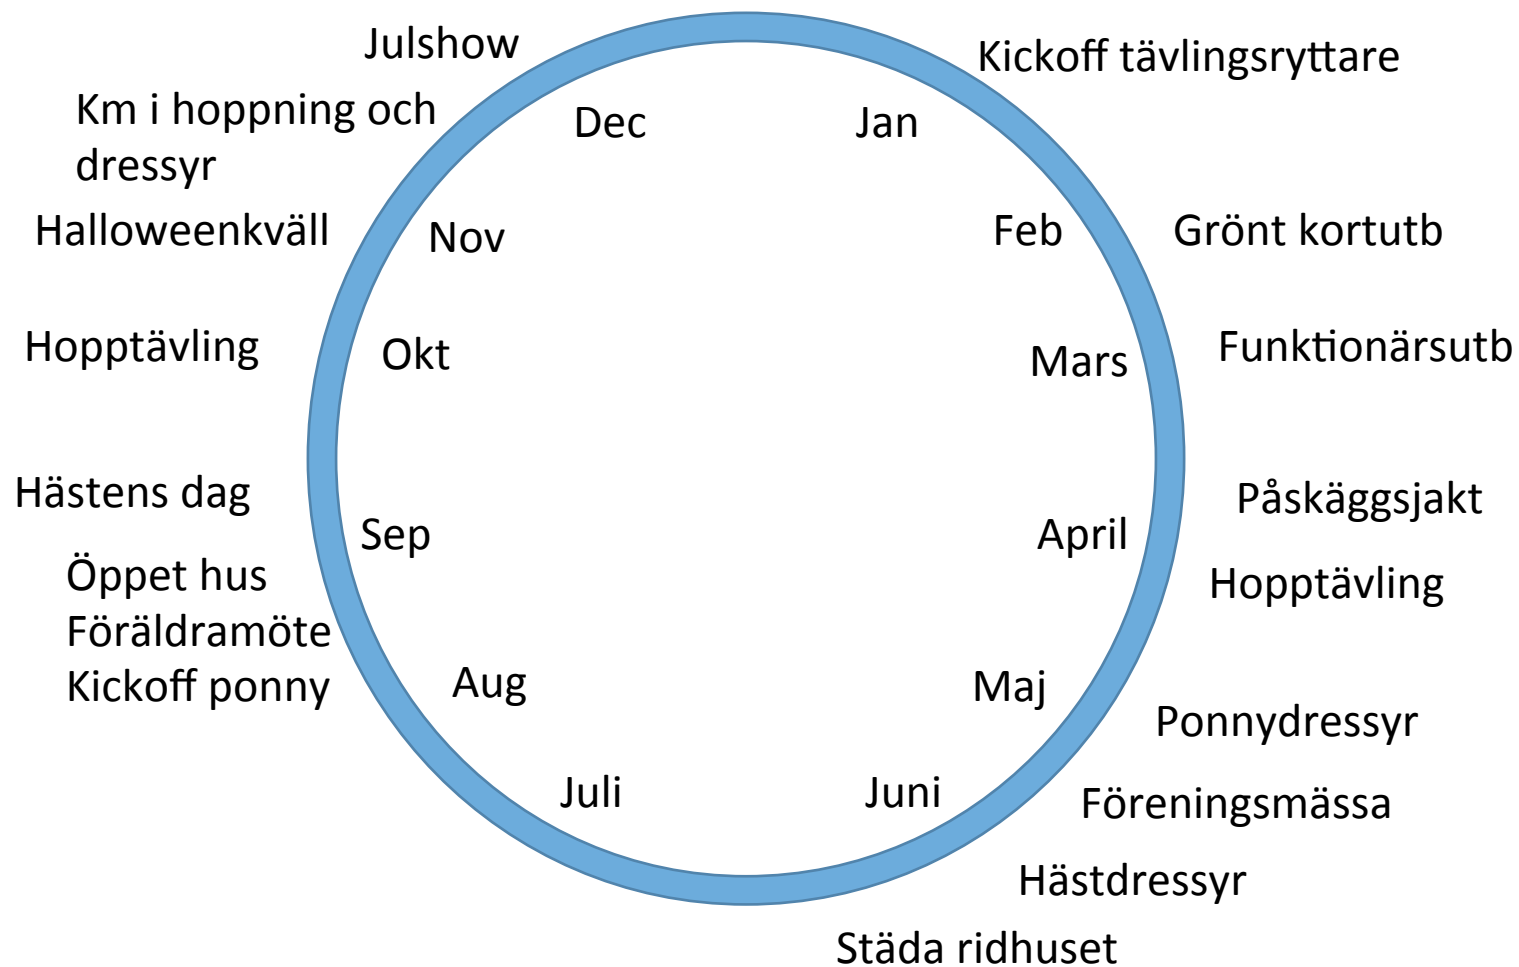 Julshow
Kickoff tävlingsryttare
Km i hoppning och
dressyr
Dec
Jan
Halloweenkväll
Nov
Feb
Grönt kortutb
Hopptävling
Okt
Mars
Funktionärsutb
Hästens dag
Sep
April
Påskäggsjakt
Öppet hus
Föräldramöte
Kickoff ponny
Hopptävling
Aug
Maj
Ponnydressyr
Juli
Juni
Föreningsmässa
Hästdressyr
Städa ridhuset